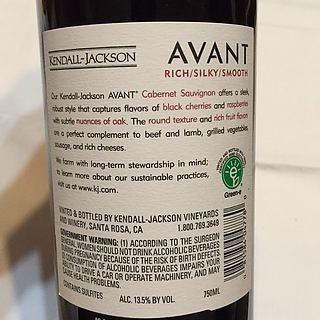 KENDALL-JACKSON
AVANT
RICH/SILKY/SMOOTH
Our Kendall-Jackson AVANT® Cabernet Sauvignon offers a sleek,
robust style that captures flavors of black cherries and raspberries
with subtle nuances of oak. The round texture and rich fruit flavors
are a perfect complement to beef and lamb, grilled vegetables,
sausage, and rich cheeses.
We farm with long-term stewardship in mind;
to learn more about our sustainable practices,
visit us at www.kj.com.
Green-e
VINTED & BOTTLED BY KENDALL-JACKSON VINEYARDS
AND WINERY, SANTA ROSA, CA 1.800.769.3649
GOVERNMENT WARNING: (1) ACCORDING TO THE SURGEON
GENERAL, WOMEN SHOULD NOT DRINK ALCOHOLIC BEVERAGES
DURING PREGNANCY BECAUSE OF THE RISK OF BIRTH DEFECTS.
(2) CONSUMPTION OF ALCOHOLIC BEVERAGES IMPAIRS YOUR
ABILITY TO DRIVE A CAR OR OPERATE MACHINERY, AND MAY
CAUSE HEALTH PROBLEMS.
CONTAINS SULFITES ALC. 13.5% BY VOL. 750ML